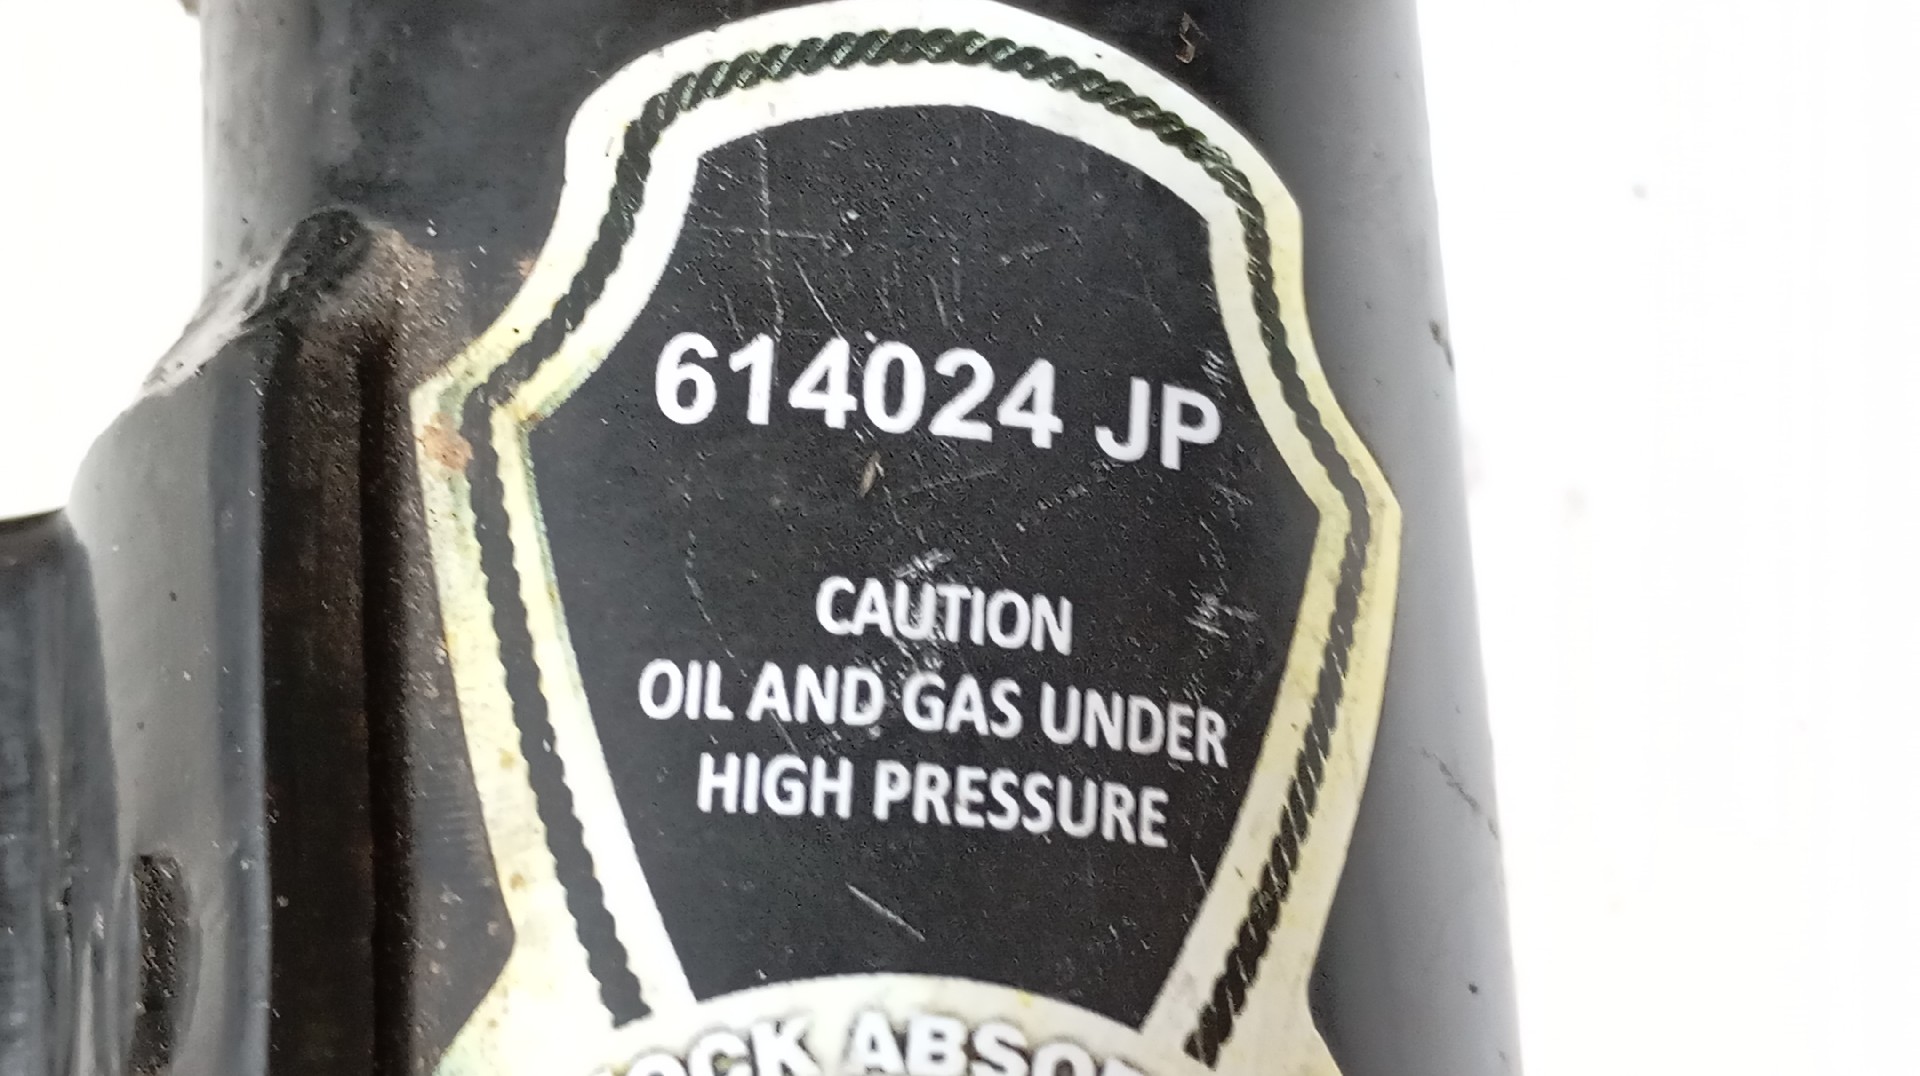 614024 JP
CAUTION
OIL AND GAS UNDER
HIGH PRESSURE